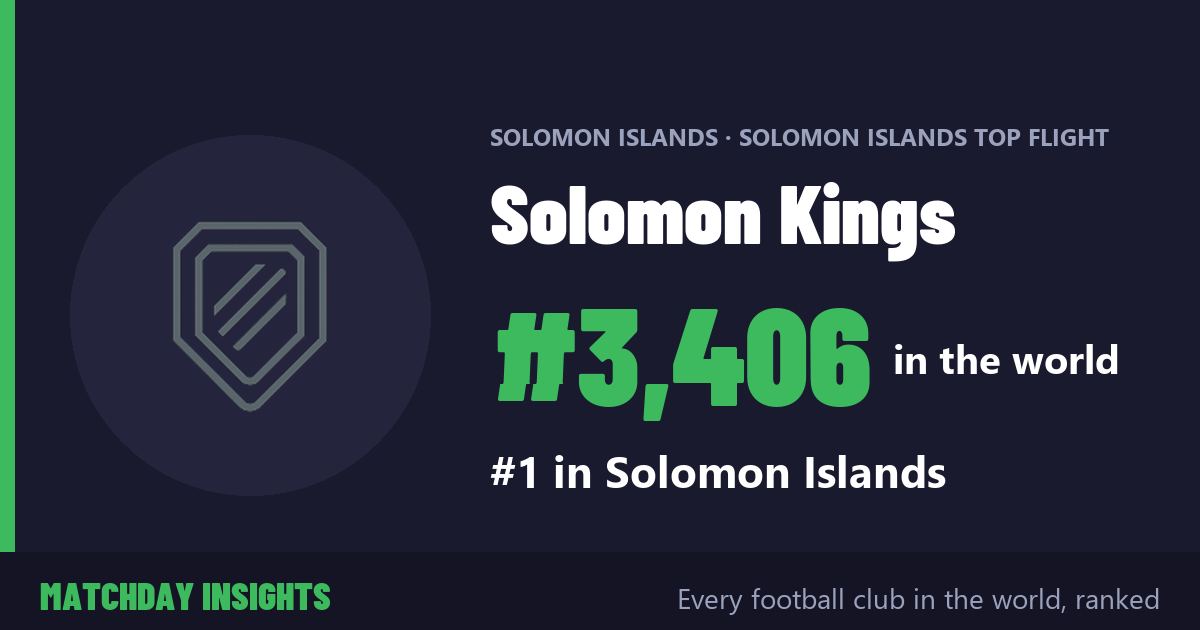 SOLOMON ISLANDS · SOLOMON ISLANDS TOP FLIGHT
Solomon Kings
#3,406 in the world
#1 in Solomon Islands
MATCHDAY INSIGHTS
Every football club in the world, ranked